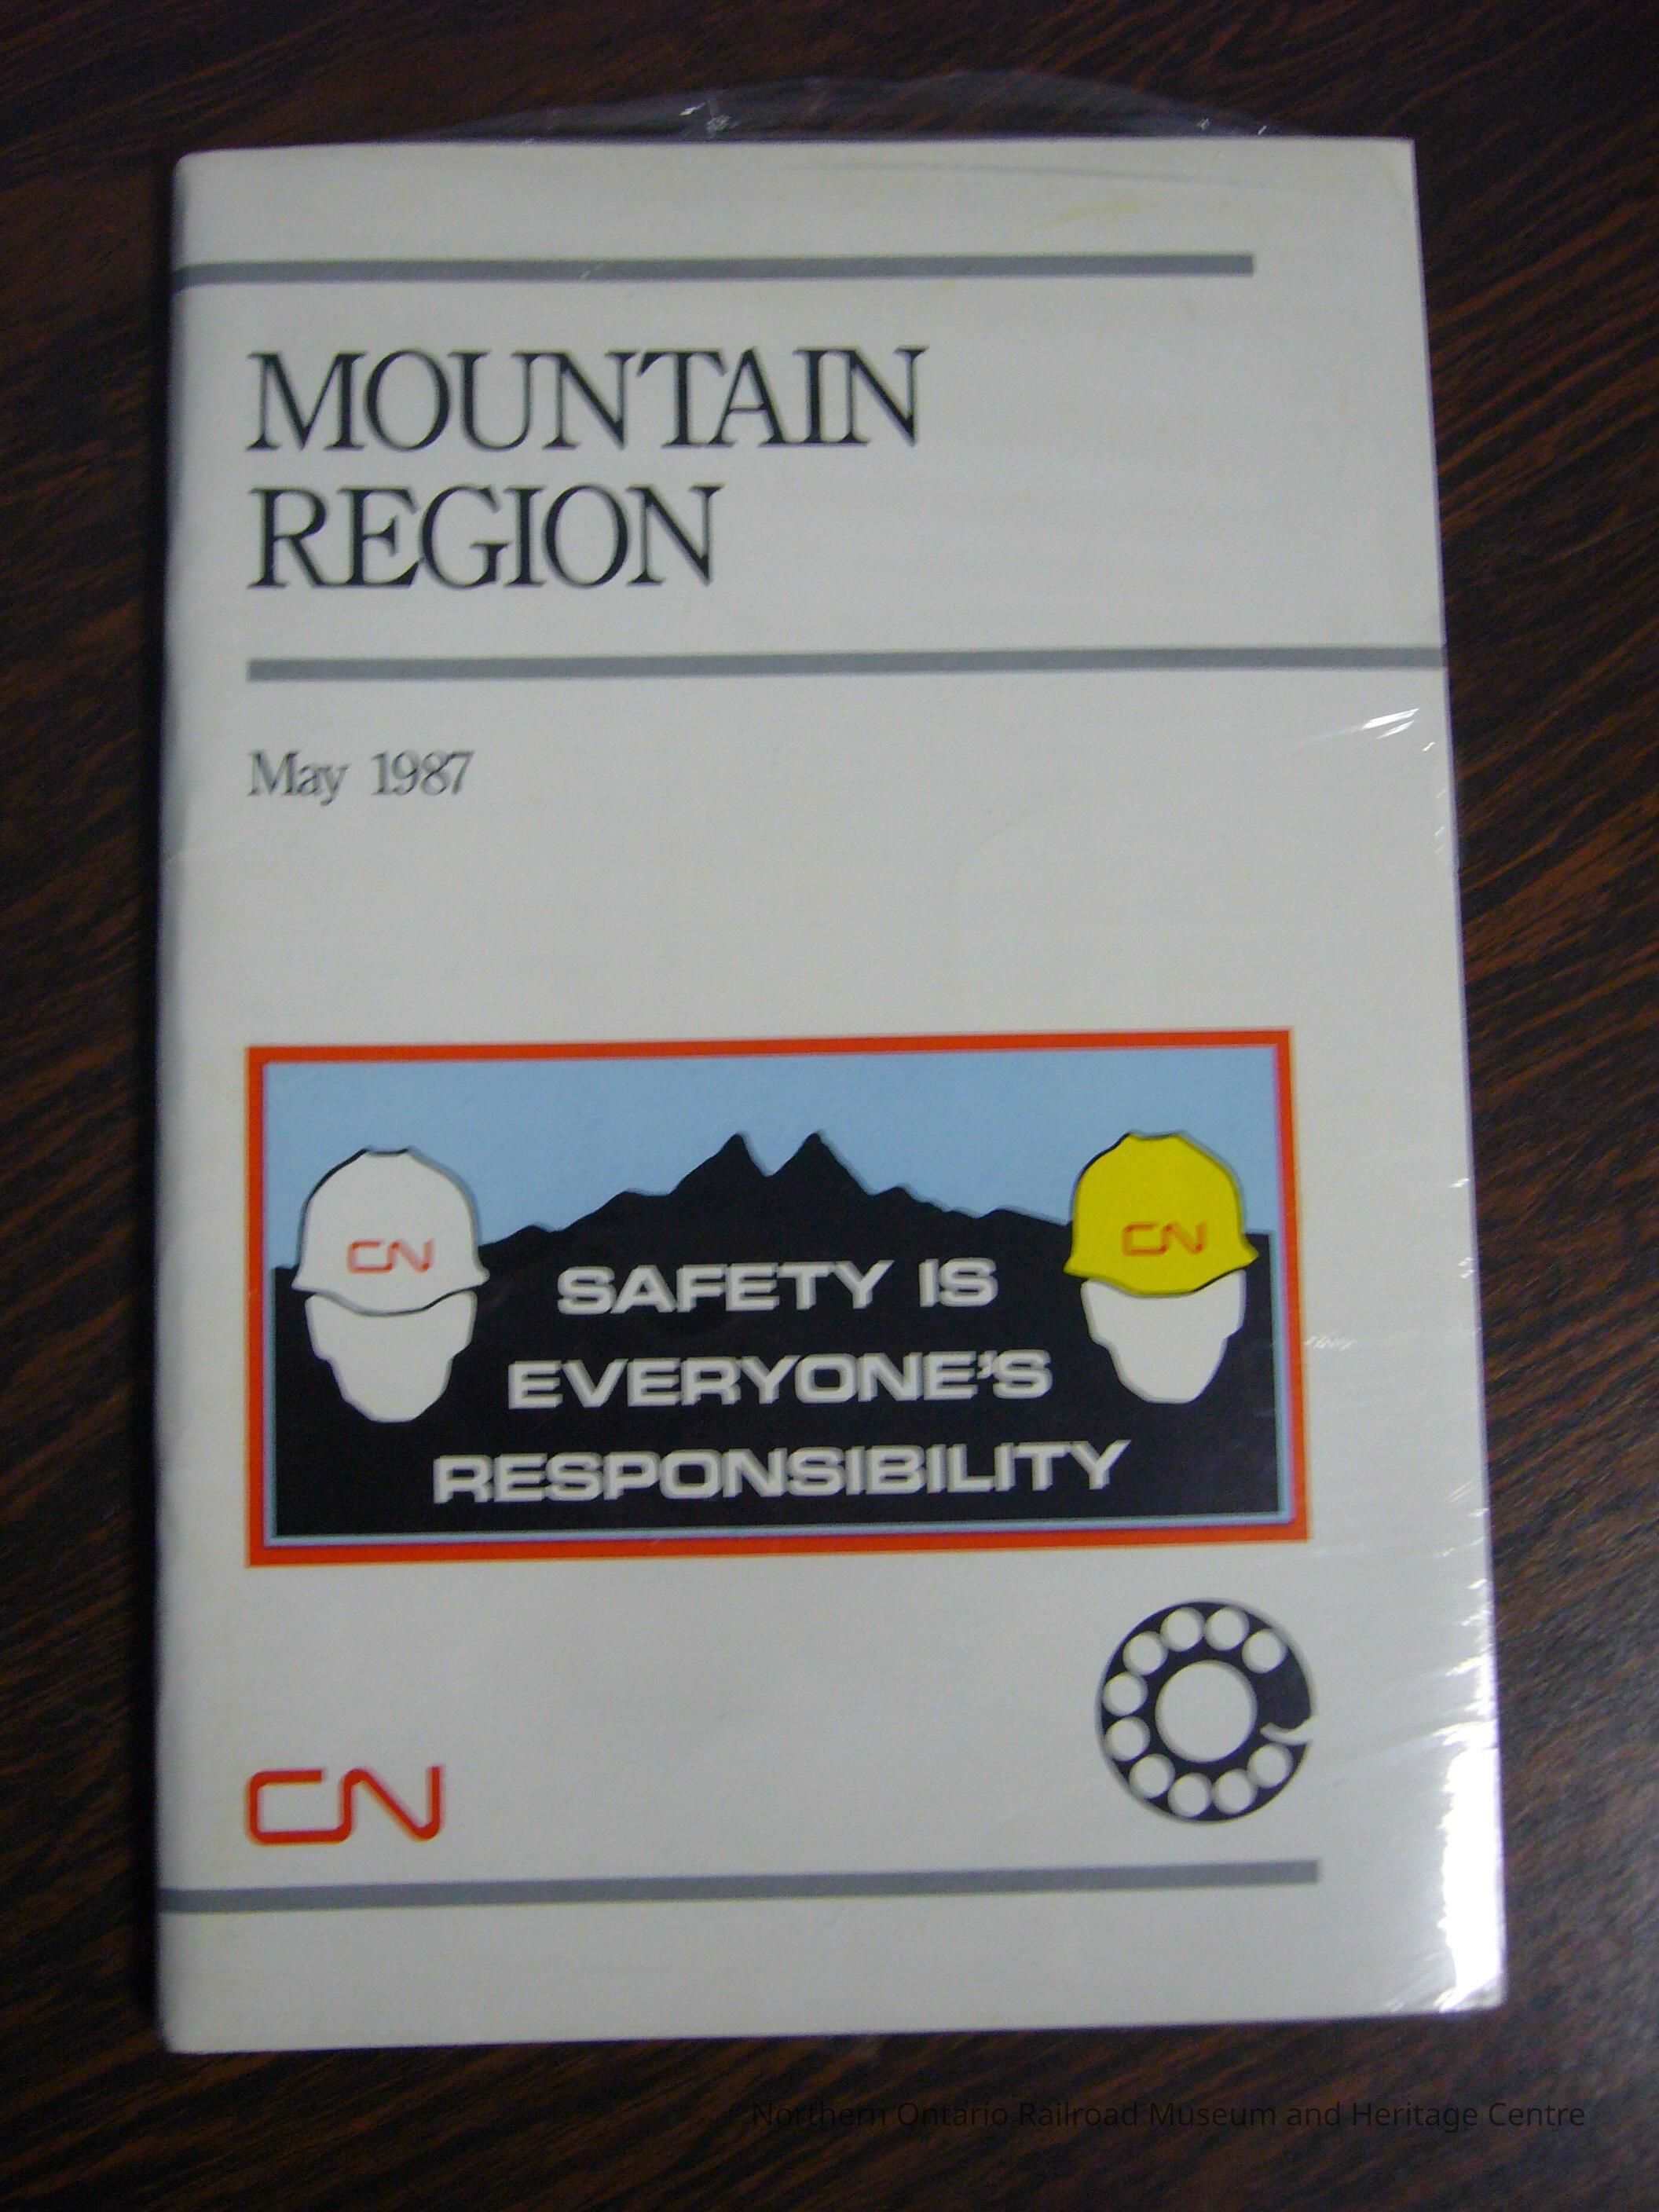 MOUNTAIN
REGION
May 1987
CN
CN
SAFETY IS
EVERYONE'S
RESPONSIBILITY
CN
Northern Ontario Railroad Museum and Heritage Centre